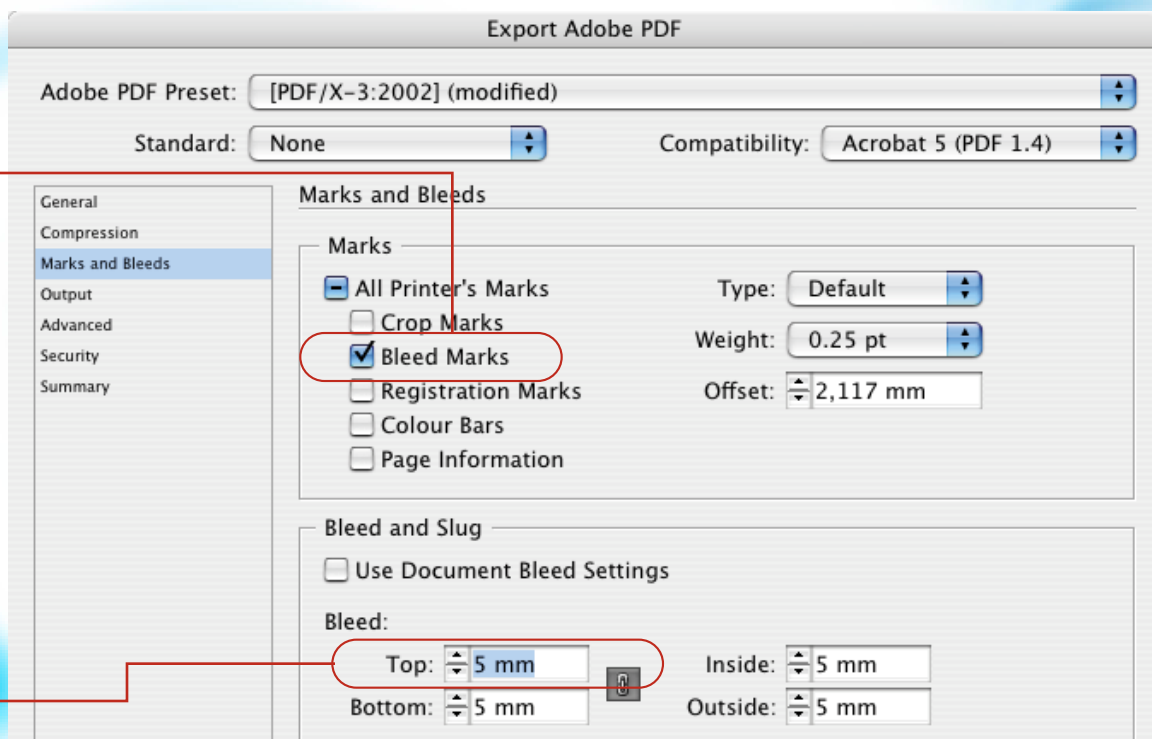 Export Adobe PDF
Adobe PDF Preset: [PDF/X-3:2002] (modified)
Standard: None Compatibility: Acrobat 5 (PDF 1.4)
General
Compression
Marks and Bleeds
Output
Advanced
Security
Summary
Marks and Bleeds
Marks
All Printer's Marks
Crop Marks
Bleed Marks
Registration Marks
Colour Bars
Page Information
Type: Default
Weight: 0.25 pt
Offset: 2,117 mm
Bleed and Slug
Use Document Bleed Settings
Bleed:
Top: 5 mm Inside: 5 mm
Bottom: 5 mm Outside: 5 mm